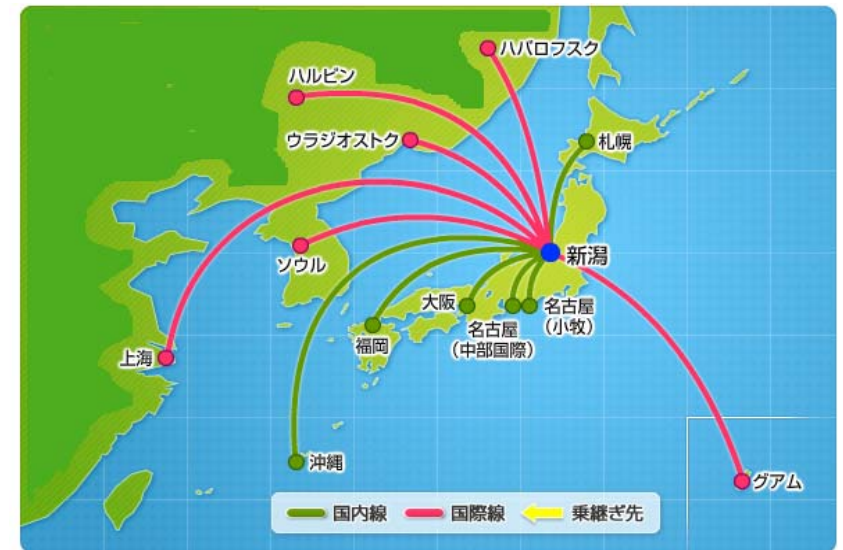 ハバロフスク
ハルビン
ウラジオストク
札幌
新潟
ソウル
大阪
名古屋
(小牧)
名古屋
(中部国際)
福岡
上海
沖縄
グアム
国内線
国際線
乗継ぎ先